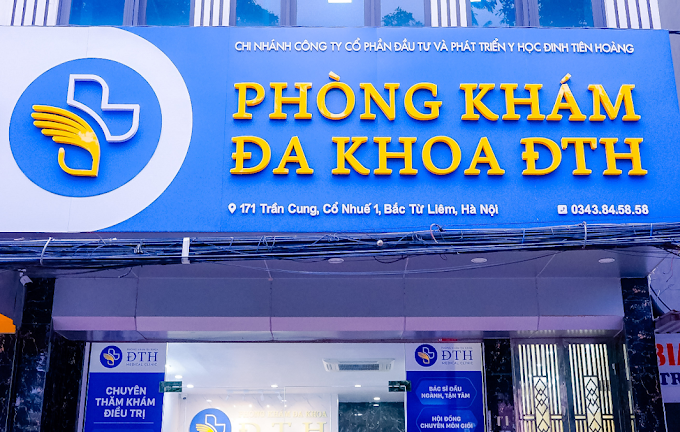 CHI NHÁNH CÔNG TY CỔ PHẦN ĐẦU TƯ VÀ PHÁT TRIỂN Y HỌC ĐINH TIÊN HOÀNG
PHÒNG KHÁM
ĐA KHOA ĐTH
171 Trần Cung, Cổ Nhuế 1, Bắc Từ Liêm, Hà Nội
0343.84.58.58
ĐTH
CHUYÊN
THĂM KHÁM
ĐIỀU TRỊ
ĐTH
BÁC SĨ ĐẦU
NGÀNH, TẬN TÂM
HỘI ĐỒNG
CHUYÊN MÔN GIỎI
ĐTH